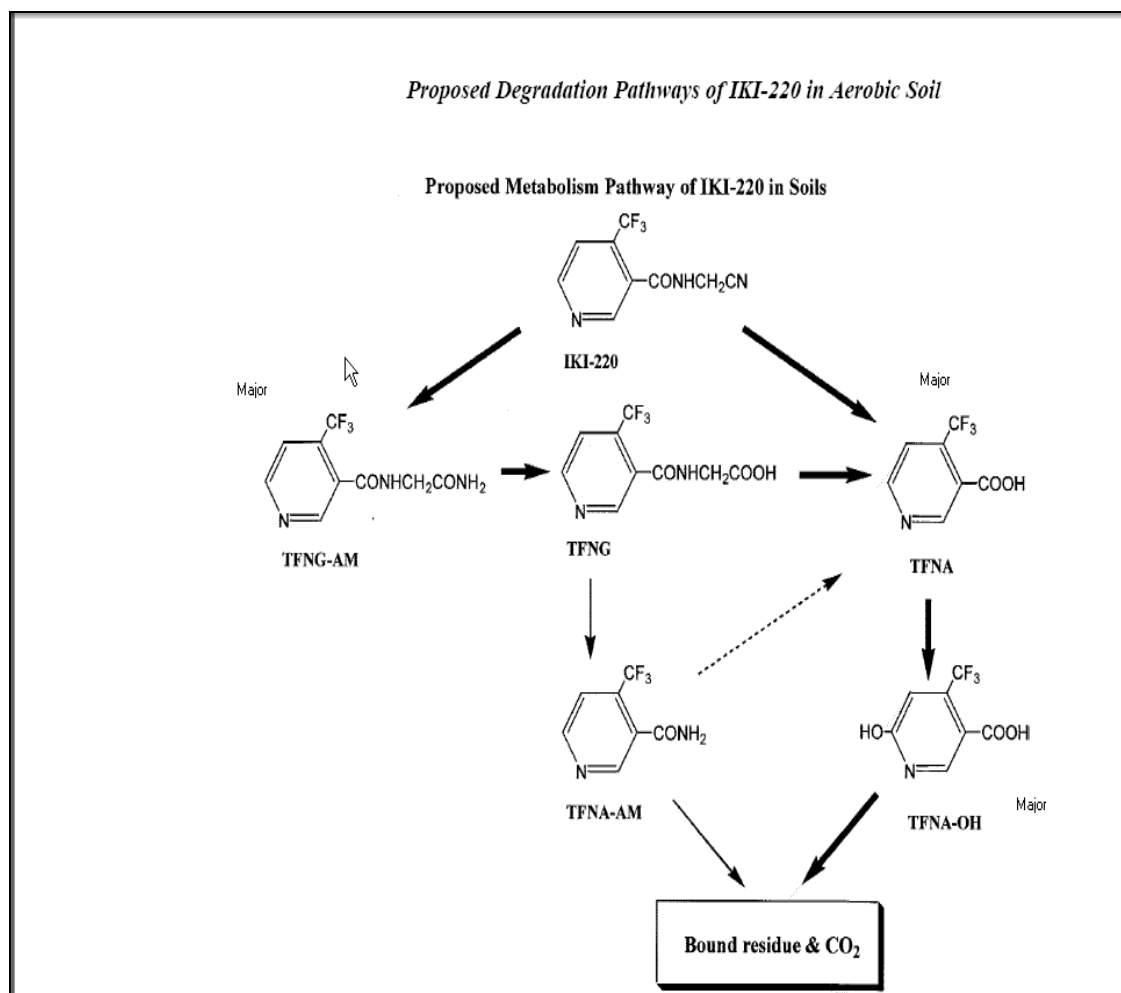 Proposed Degradation Pathways of IKI-220 in Aerobic Soil
Proposed Metabolism Pathway of IKI-220 in Soils
CF₃
CONHCH₂CN
N
IKI-220
Major
Major
CF₃
CONHCH₂CONH₂
N
TFNG-AM
CF₃
CONHCH₂COOH
N
TFNG
CF₃
COOH
N
TFNA
CF₃
CONH₂
N
TFNA-AM
CF₃
HO
COOH
N
TFNA-OH
Major
Bound residue & CO₂